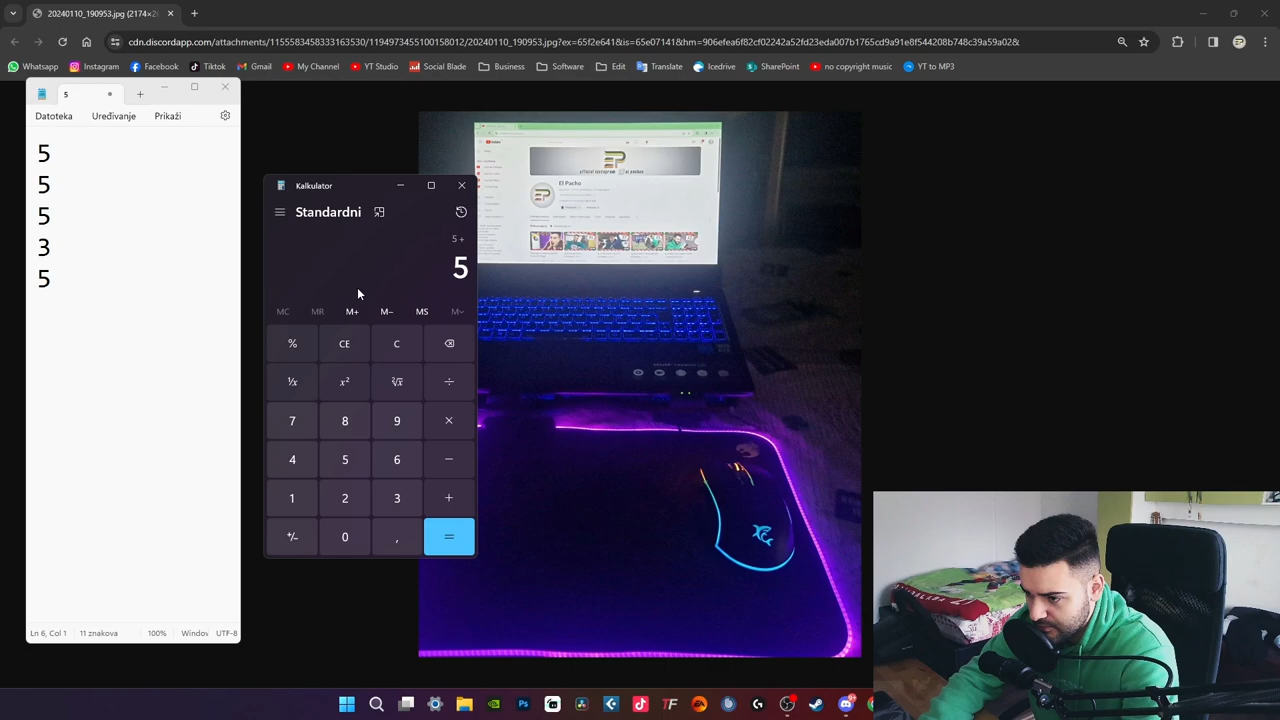 20240110_190953.jpg (2174×2
cdn.discordapp.com/attachments/1155583458333163530/1194973455100158012/20240110_190953.jpg?ex=65f2e641&is=65e07141&hm=906efea6f82cf02242a52fd23eda007b1765cd9a91e8f544208b748c39a59a02&
Whatsapp Instagram Facebook Tiktok Gmail My Channel YT Studio Social Blade Business Software Edit Translate Icedrive SharePoint no copyright music YT to MP3
5
Datoteka Uređivanje Prikaži
5
5
5
3
5
Ln 6, Col 1 11 znakova 100% Windov UTF-8
Kalkulator
Standardni
5 +
5
MC MR M+ M− MS M
% CE C
1/x x² ²√x ÷
7 8 9 ×
4 5 6 −
1 2 3 +
+/− 0 , =
El Pacho